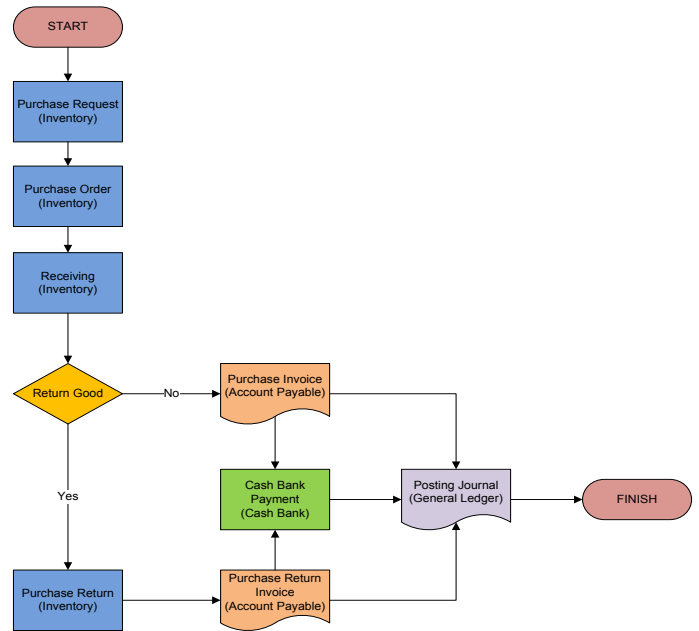 START
Purchase Request
(Inventory)
Purchase Order
(Inventory)
Receiving
(Inventory)
Return Good
No
Purchase Invoice
(Account Payable)
Yes
Cash Bank
Payment
(Cash Bank)
Posting Journal
(General Ledger)
FINISH
Purchase Return
(Inventory)
Purchase Return
Invoice
(Account Payable)